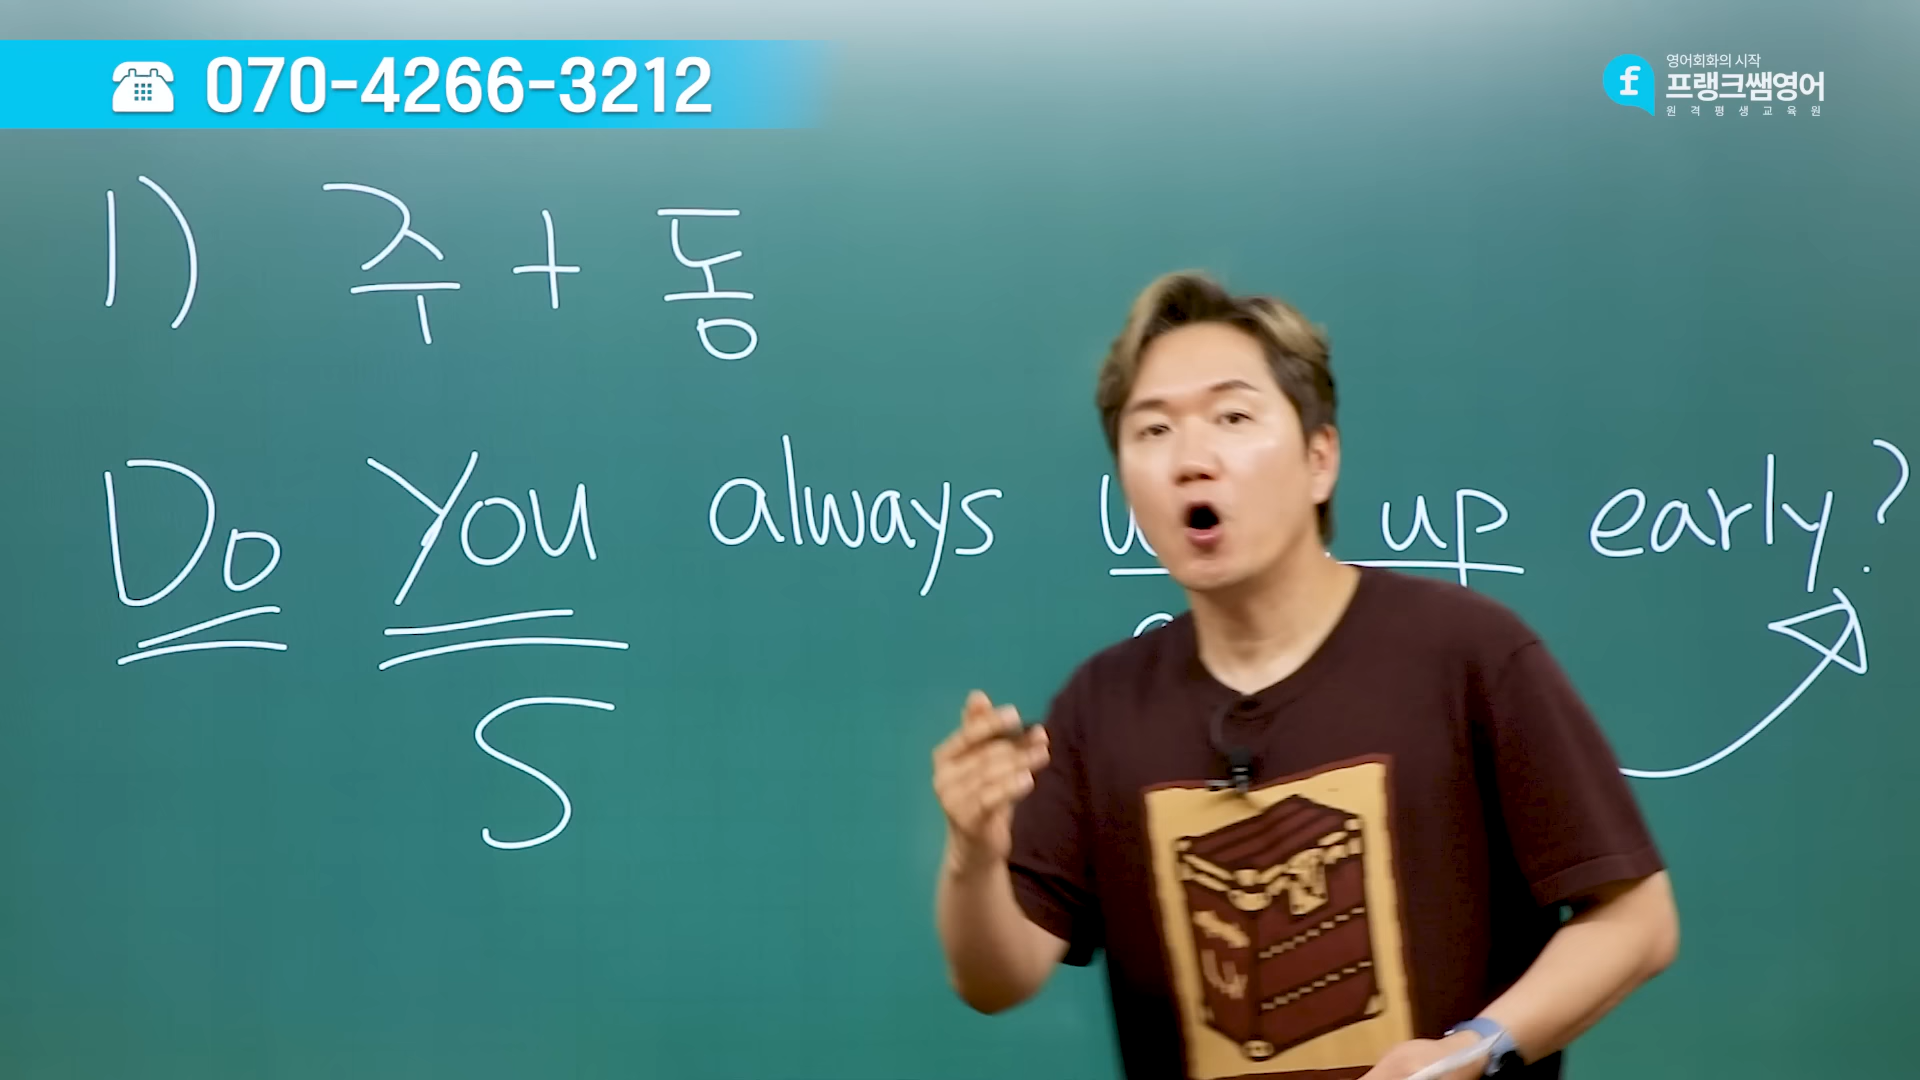 070-4266-3212
영어회화의 시작
프랭크쌤영어
원격평생교육원
1) 주 + 동
Do You always up early?
S